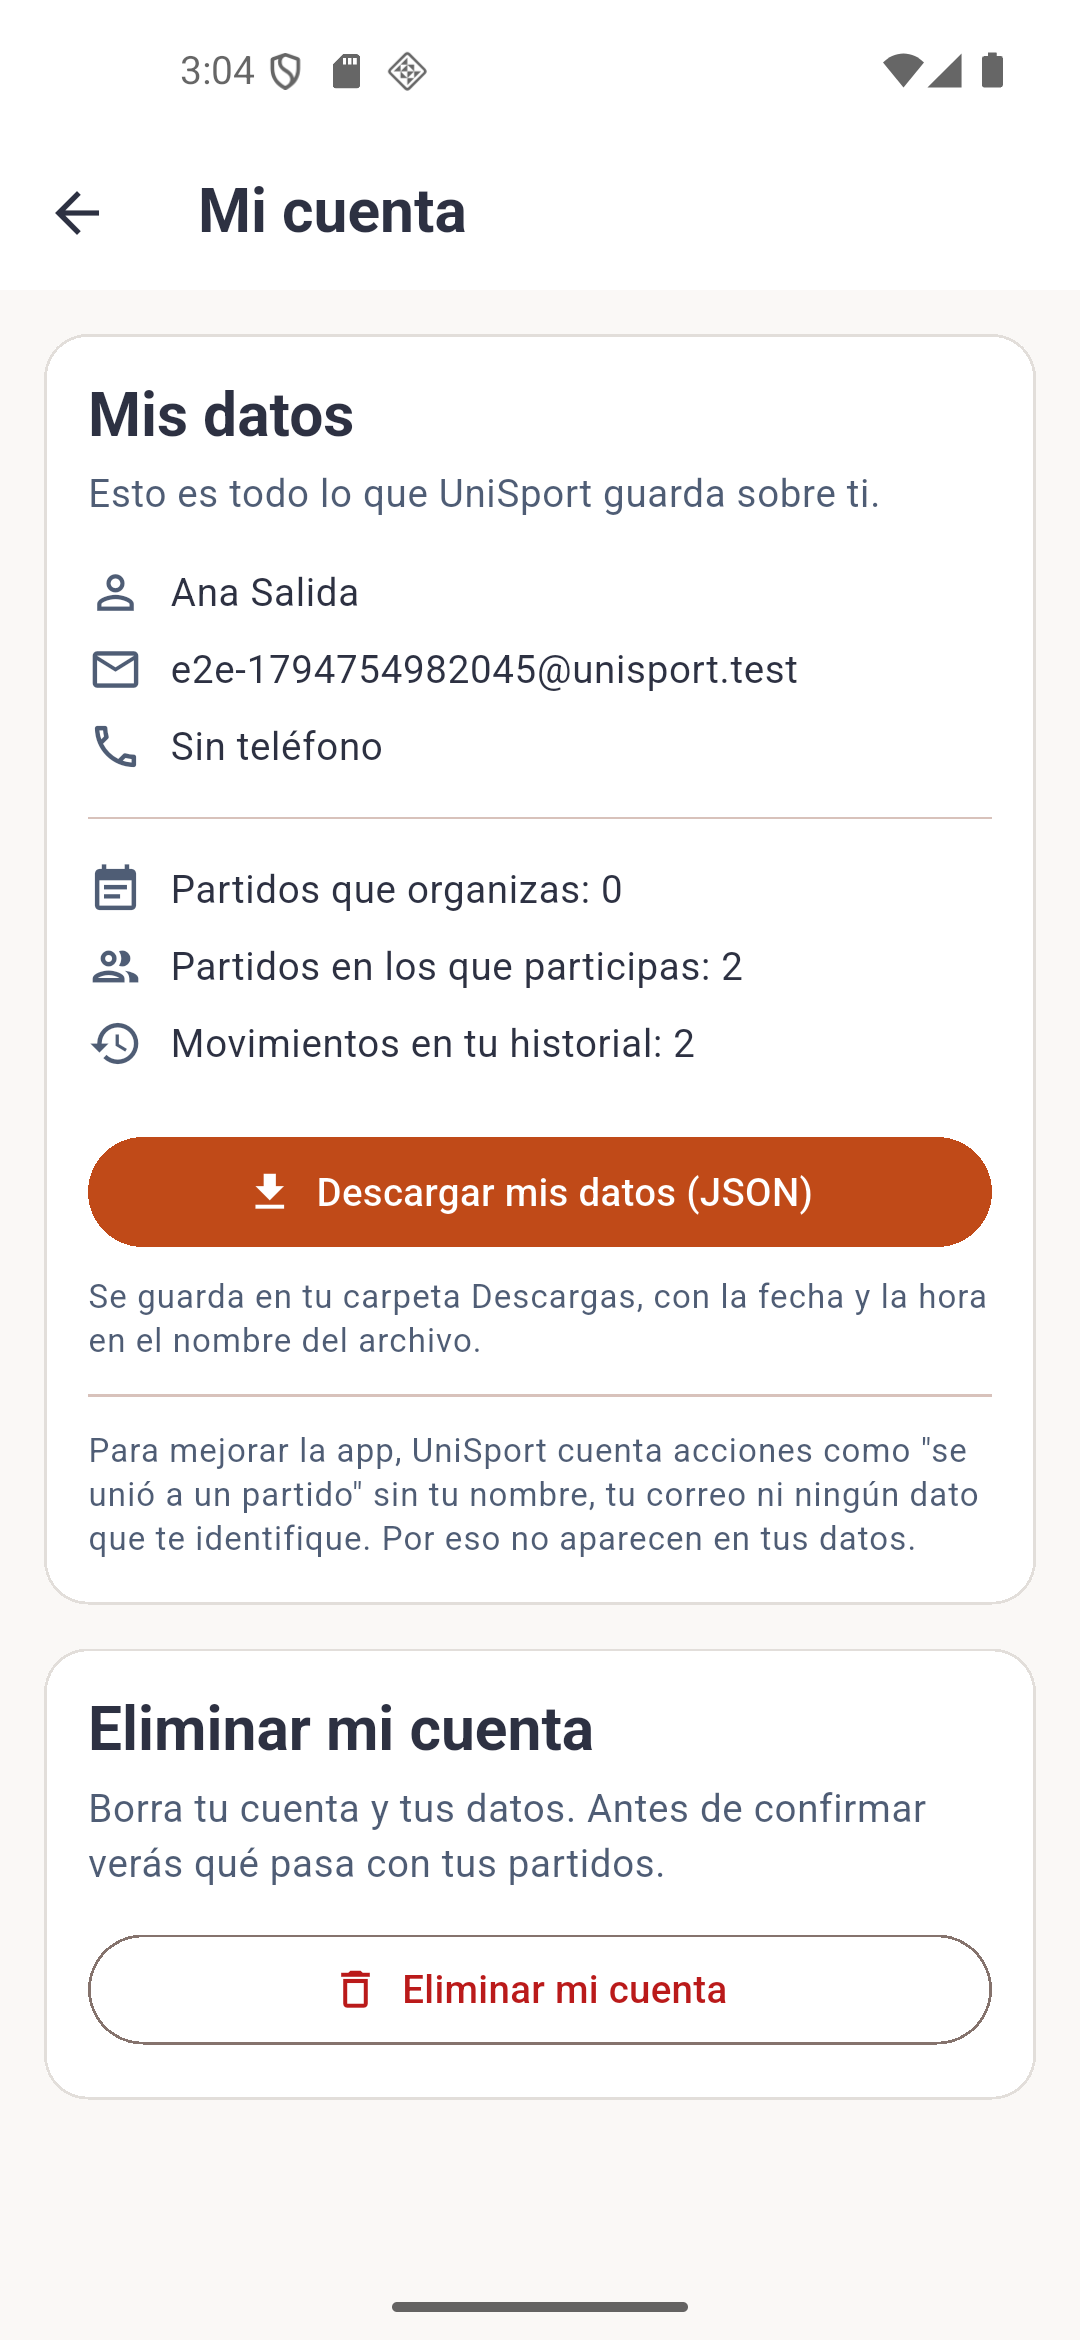 3:04
Mi cuenta
Mis datos
Esto es todo lo que UniSport guarda sobre ti.
Ana Salida
e2e-1794754982045@unisport.test
Sin teléfono
Partidos que organizas: 0
Partidos en los que participas: 2
Movimientos en tu historial: 2
Descargar mis datos (JSON)
Se guarda en tu carpeta Descargas, con la fecha y la hora
en el nombre del archivo.
Para mejorar la app, UniSport cuenta acciones como "se
unió a un partido" sin tu nombre, tu correo ni ningún dato
que te identifique. Por eso no aparecen en tus datos.
Eliminar mi cuenta
Borra tu cuenta y tus datos. Antes de confirmar
verás qué pasa con tus partidos.
Eliminar mi cuenta